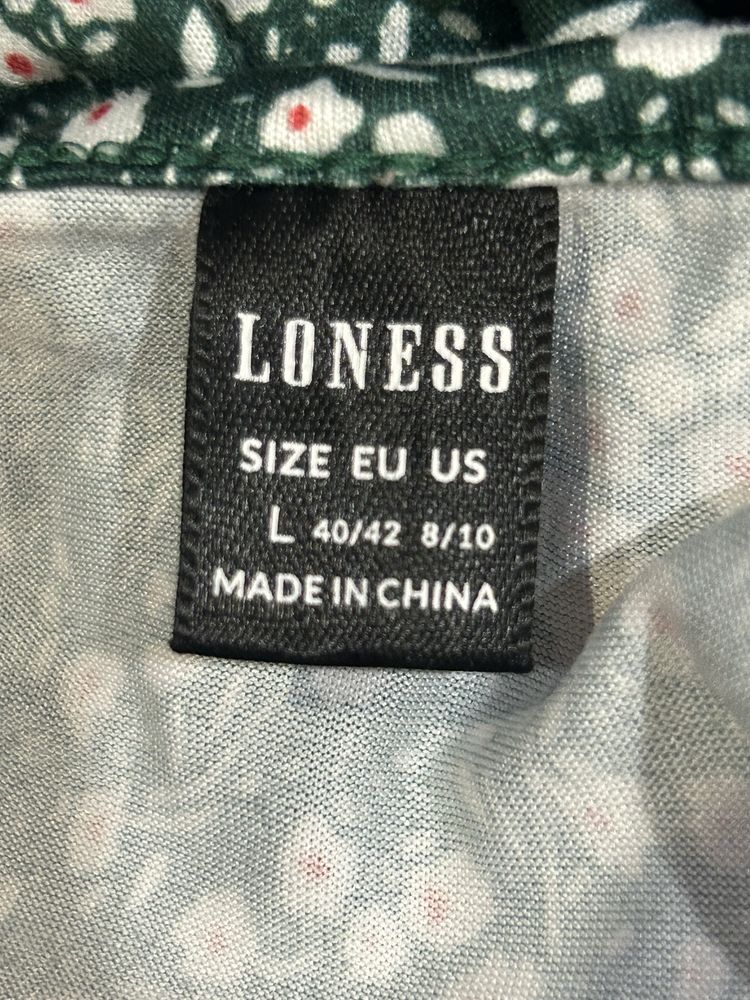 LONESS
SIZE EU US
L 40/42 8/10
MADE IN CHINA